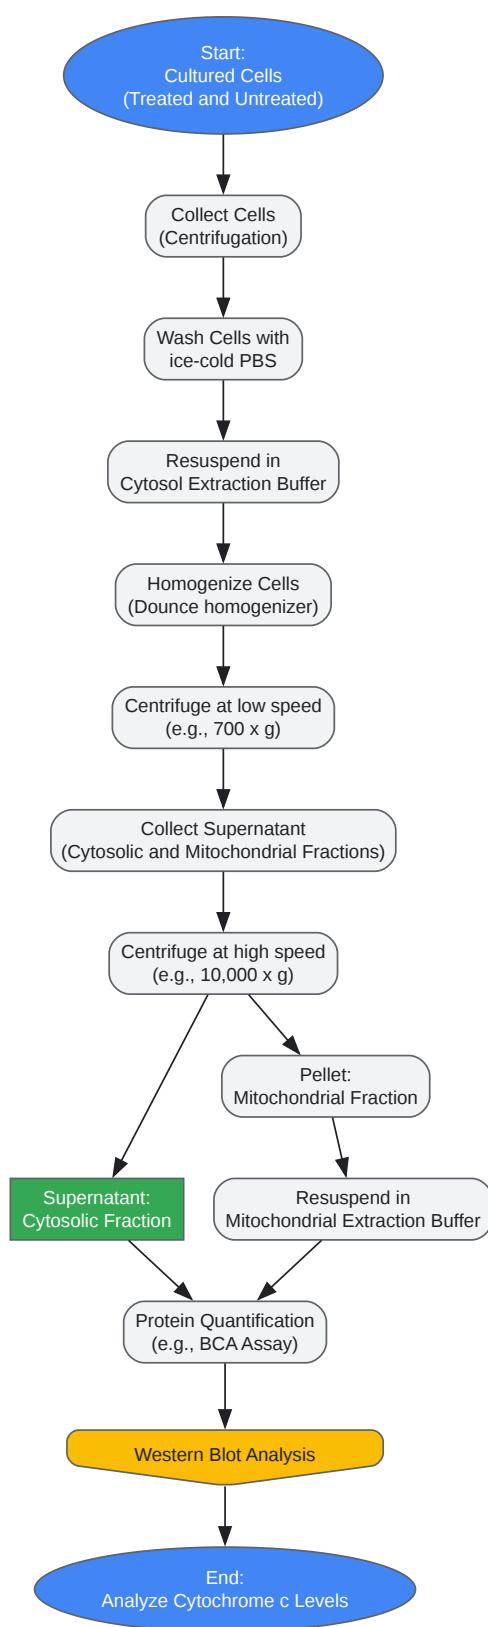 Start:
Cultured Cells
(Treated and Untreated)
Collect Cells
(Centrifugation)
Wash Cells with
ice-cold PBS
Resuspend in
Cytosol Extraction Buffer
Homogenize Cells
(Dounce homogenizer)
Centrifuge at low speed
(e.g., 700 x g)
Collect Supernatant
(Cytosolic and Mitochondrial Fractions)
Centrifuge at high speed
(e.g., 10,000 x g)
Pellet:
Mitochondrial Fraction
Supernatant:
Cytosolic Fraction
Resuspend in
Mitochondrial Extraction Buffer
Protein Quantification
(e.g., BCA Assay)
Western Blot Analysis
End:
Analyze Cytochrome c Levels